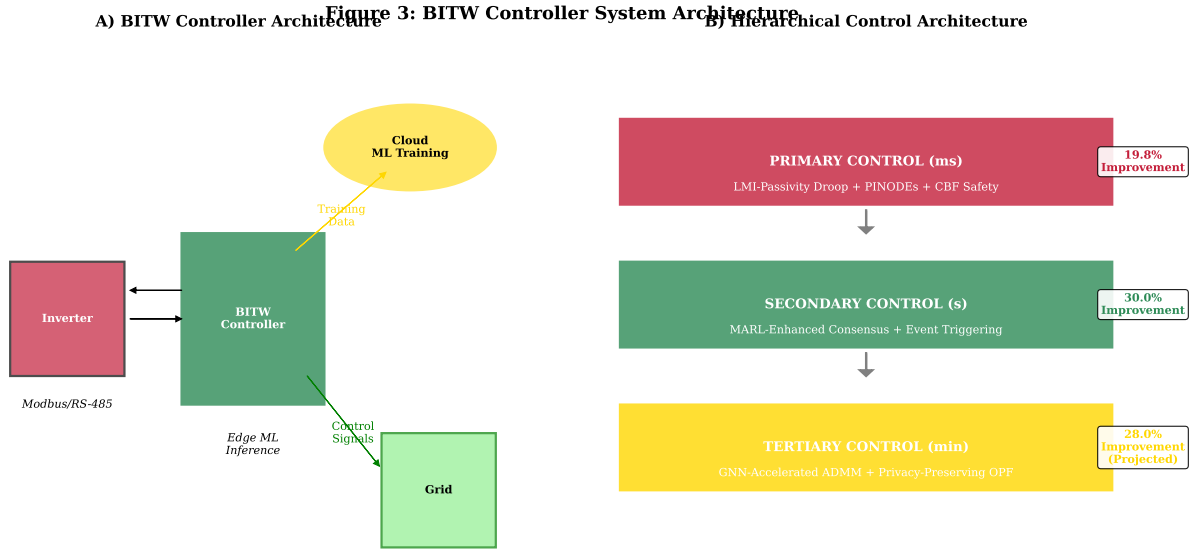 Figure 3: BITW Controller System Architecture
A) BITW Controller Architecture
Cloud
ML Training
Training
Data
Inverter
BITW
Controller
Modbus/RS-485
Edge ML
Inference
Control
Signals
Grid
B) Hierarchical Control Architecture
PRIMARY CONTROL (ms)
LMI-Passivity Droop + PINODEs + CBF Safety
19.8%
Improvement
SECONDARY CONTROL (s)
MARL-Enhanced Consensus + Event Triggering
30.0%
Improvement
TERTIARY CONTROL (min)
GNN-Accelerated ADMM + Privacy-Preserving OPF
28.0%
Improvement
(Projected)